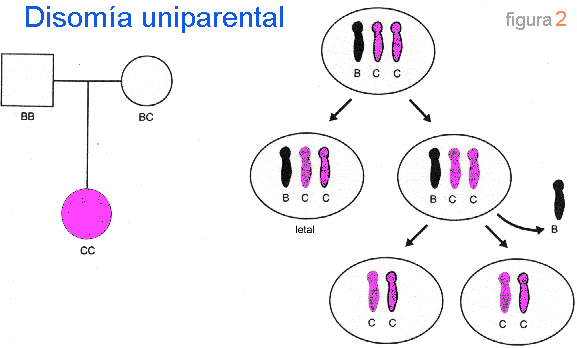 Disomía uniparental
figura 2
BB
BC
CC
B C C
B C C
letal
B C C
B
C C
C C